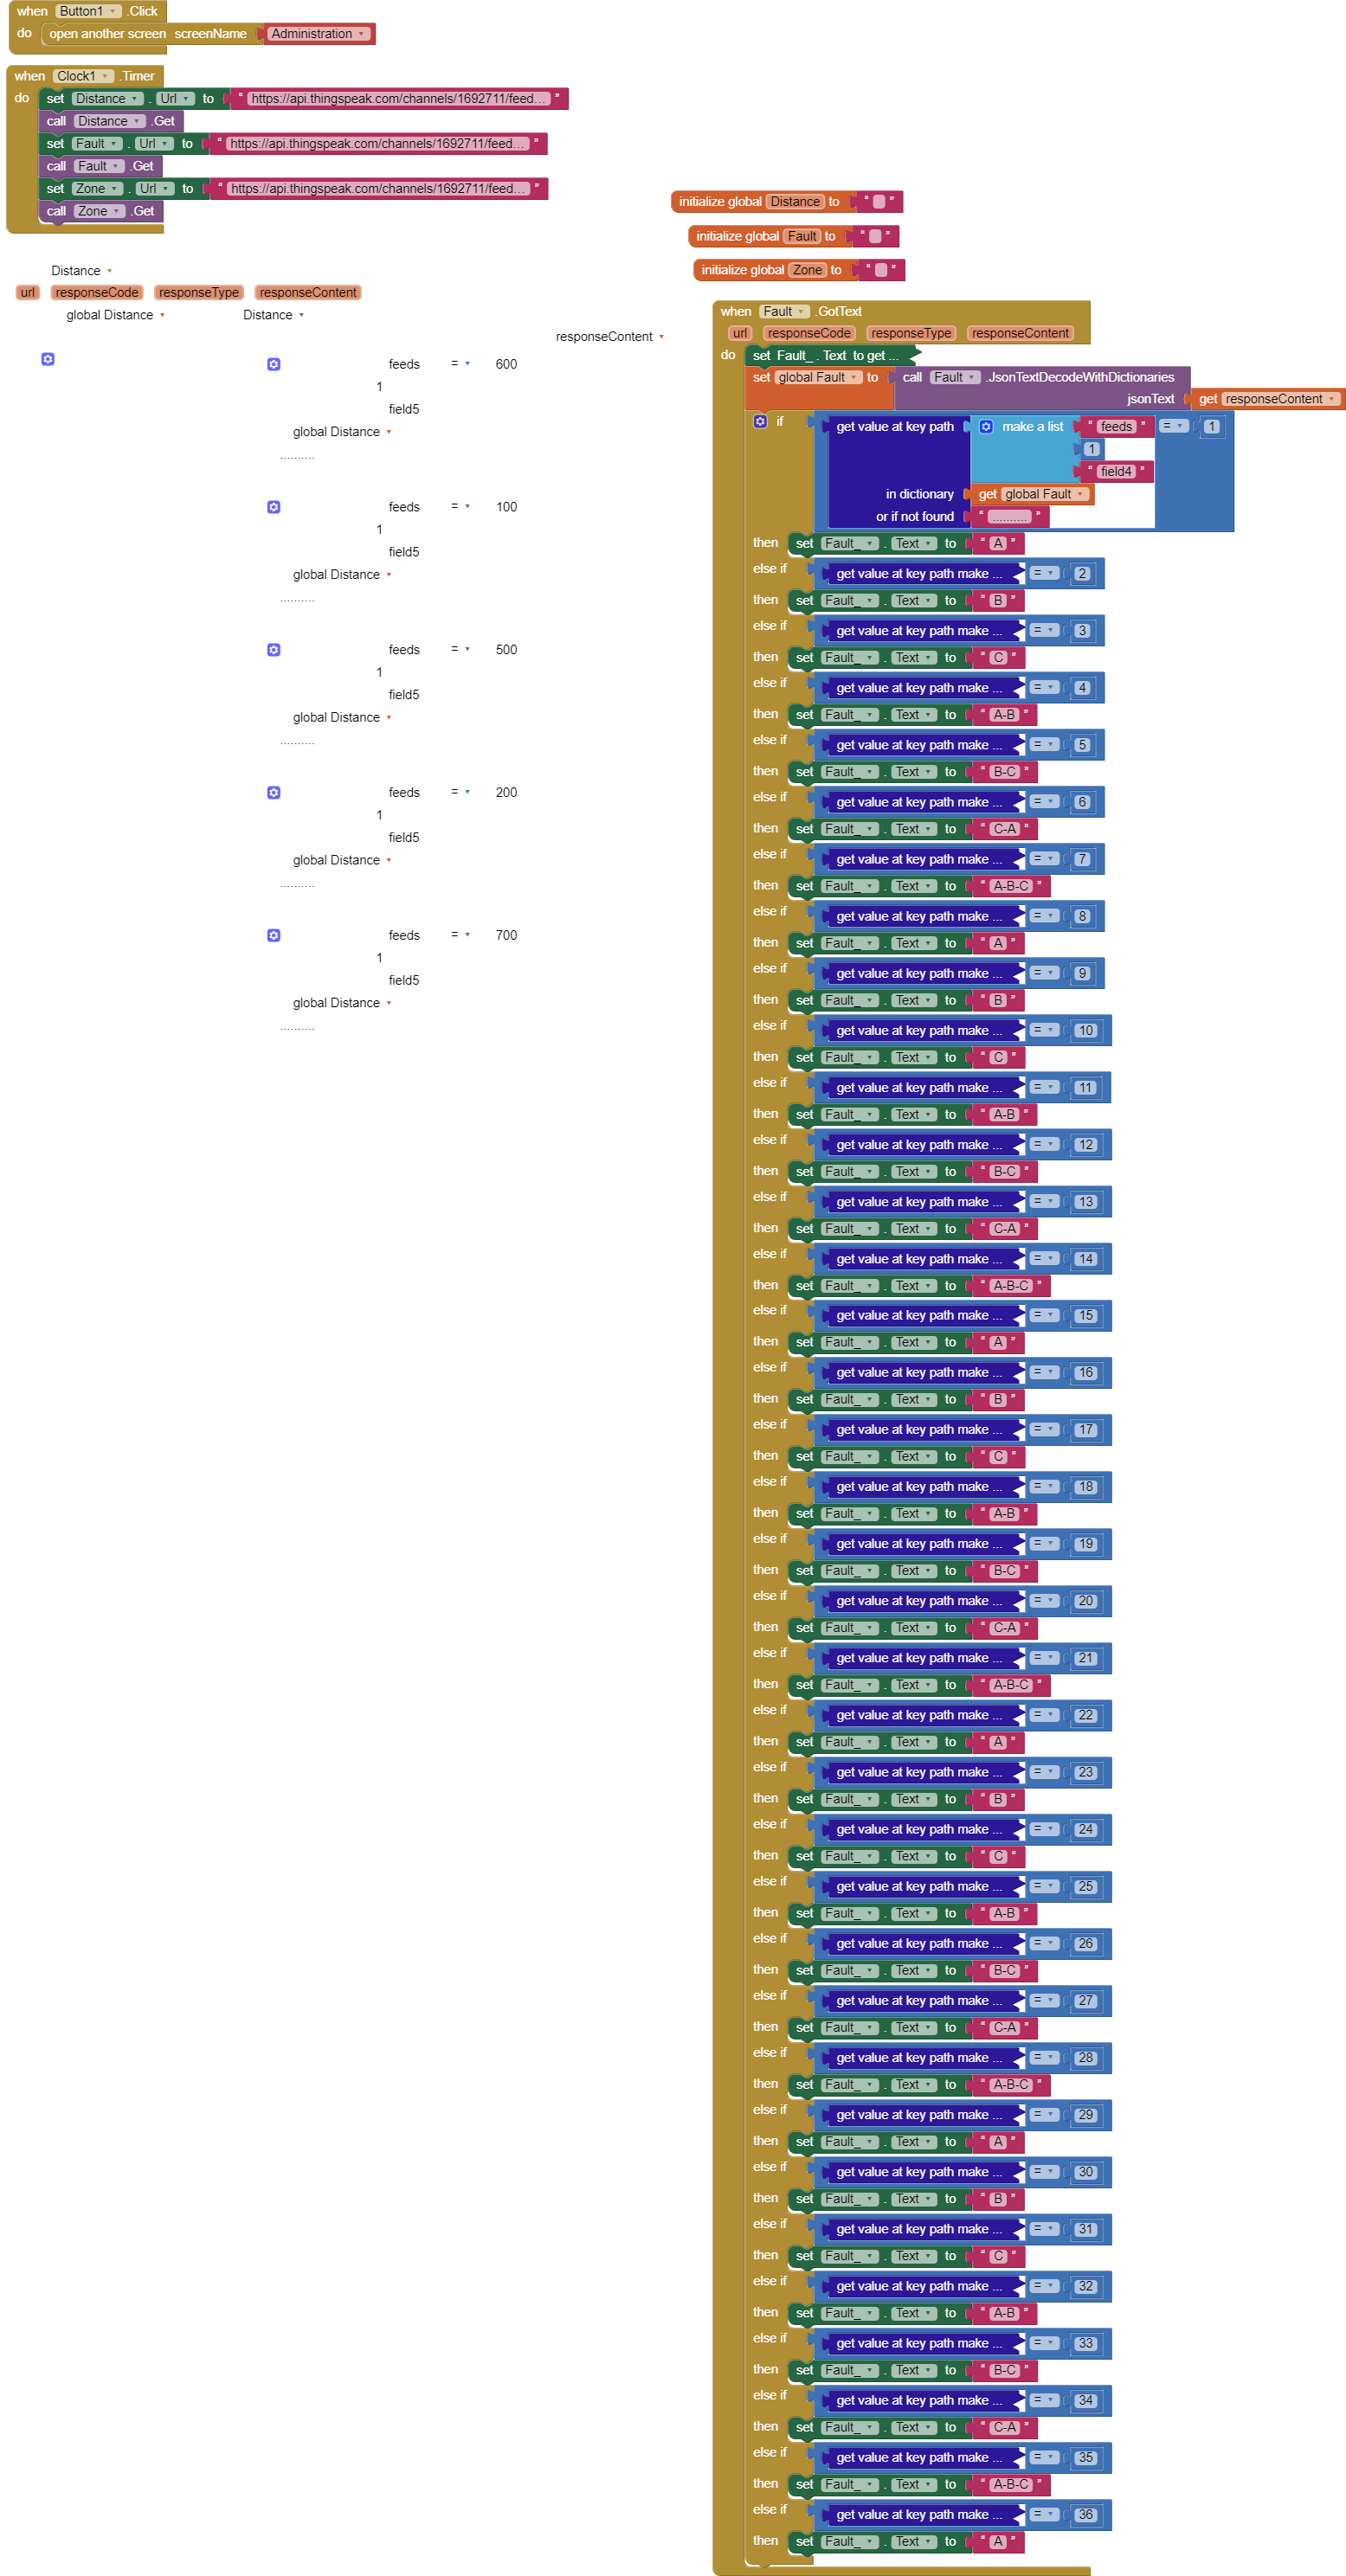 when Button1 .Click
do open another screen screenName Administration
when Clock1 .Timer
do set Distance . Url to " https://api.thingspeak.com/channels/1692711/feed... "
call Distance .Get
set Fault . Url to " https://api.thingspeak.com/channels/1692711/feed... "
call Fault .Get
set Zone . Url to " https://api.thingspeak.com/channels/1692711/feed... "
call Zone .Get
Distance
url responseCode responseType responseContent
global Distance Distance
responseContent
feeds = 600
1
field5
global Distance
..........
feeds = 100
1
field5
global Distance
..........
feeds = 500
1
field5
global Distance
..........
feeds = 200
1
field5
global Distance
..........
feeds = 700
1
field5
global Distance
..........
initialize global Distance to " "
initialize global Fault to " "
initialize global Zone to " "
when Fault .GotText
url responseCode responseType responseContent
do set Fault_ . Text to get ...
set global Fault to call Fault .JsonTextDecodeWithDictionaries
jsonText get responseContent
if get value at key path make a list " feeds " = 1
1
" field4 "
in dictionary get global Fault
or if not found " .......... "
then set Fault_ . Text to " A "
else if get value at key path make ... = 2
then set Fault_ . Text to " B "
else if get value at key path make ... = 3
then set Fault_ . Text to " C "
else if get value at key path make ... = 4
then set Fault_ . Text to " A-B "
else if get value at key path make ... = 5
then set Fault_ . Text to " B-C "
else if get value at key path make ... = 6
then set Fault_ . Text to " C-A "
else if get value at key path make ... = 7
then set Fault_ . Text to " A-B-C "
else if get value at key path make ... = 8
then set Fault_ . Text to " A "
else if get value at key path make ... = 9
then set Fault_ . Text to " B "
else if get value at key path make ... = 10
then set Fault_ . Text to " C "
else if get value at key path make ... = 11
then set Fault_ . Text to " A-B "
else if get value at key path make ... = 12
then set Fault_ . Text to " B-C "
else if get value at key path make ... = 13
then set Fault_ . Text to " C-A "
else if get value at key path make ... = 14
then set Fault_ . Text to " A-B-C "
else if get value at key path make ... = 15
then set Fault_ . Text to " A "
else if get value at key path make ... = 16
then set Fault_ . Text to " B "
else if get value at key path make ... = 17
then set Fault_ . Text to " C "
else if get value at key path make ... = 18
then set Fault_ . Text to " A-B "
else if get value at key path make ... = 19
then set Fault_ . Text to " B-C "
else if get value at key path make ... = 20
then set Fault_ . Text to " C-A "
else if get value at key path make ... = 21
then set Fault_ . Text to " A-B-C "
else if get value at key path make ... = 22
then set Fault_ . Text to " A "
else if get value at key path make ... = 23
then set Fault_ . Text to " B "
else if get value at key path make ... = 24
then set Fault_ . Text to " C "
else if get value at key path make ... = 25
then set Fault_ . Text to " A-B "
else if get value at key path make ... = 26
then set Fault_ . Text to " B-C "
else if get value at key path make ... = 27
then set Fault_ . Text to " C-A "
else if get value at key path make ... = 28
then set Fault_ . Text to " A-B-C "
else if get value at key path make ... = 29
then set Fault_ . Text to " A "
else if get value at key path make ... = 30
then set Fault_ . Text to " B "
else if get value at key path make ... = 31
then set Fault_ . Text to " C "
else if get value at key path make ... = 32
then set Fault_ . Text to " A-B "
else if get value at key path make ... = 33
then set Fault_ . Text to " B-C "
else if get value at key path make ... = 34
then set Fault_ . Text to " C-A "
else if get value at key path make ... = 35
then set Fault_ . Text to " A-B-C "
else if get value at key path make ... = 36
then set Fault_ . Text to " A "